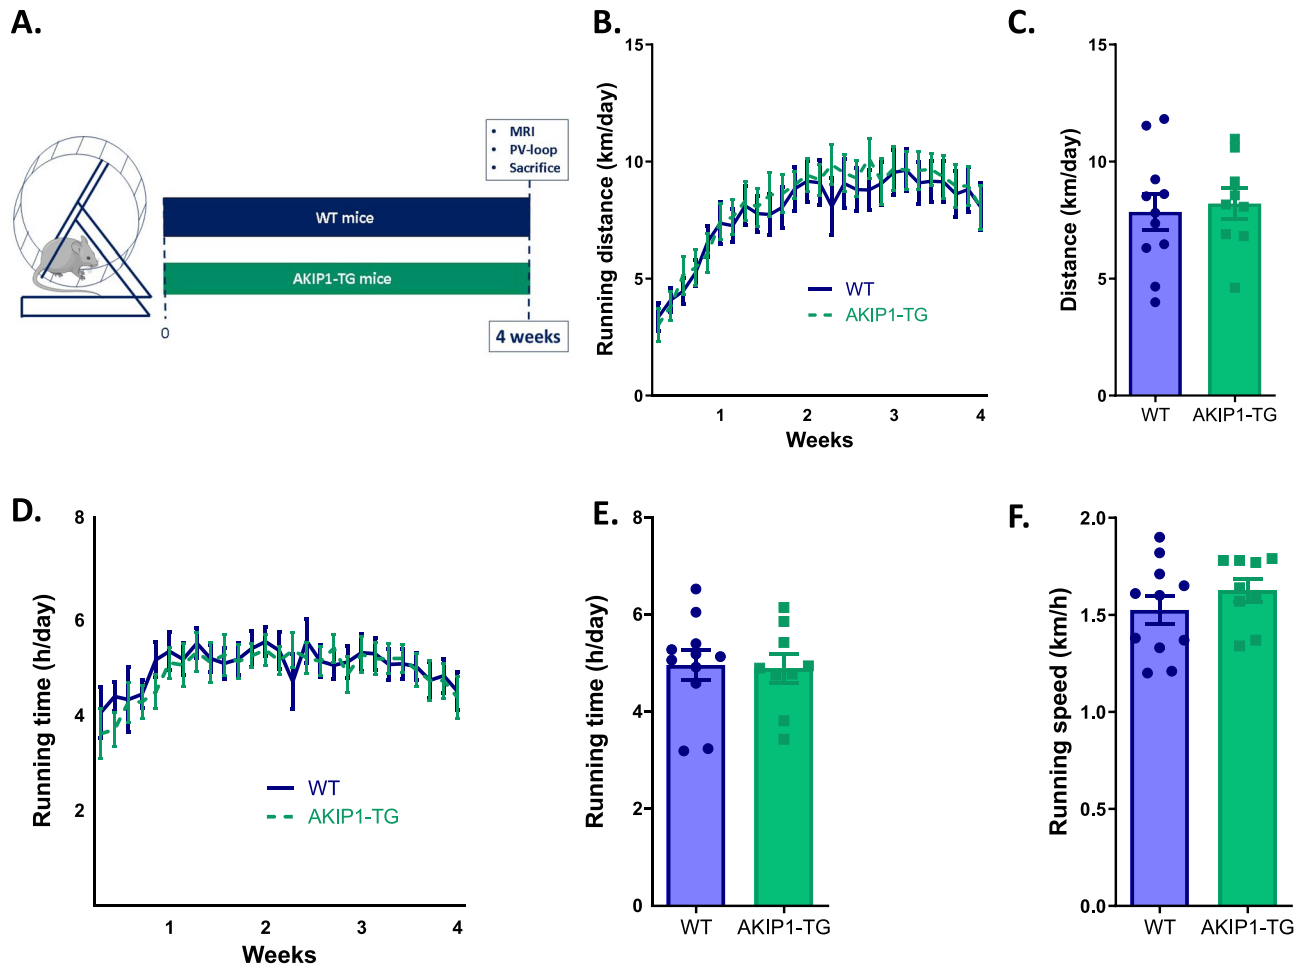 A.
• MRI
• PV-loop
• Sacrifice
WT mice
AKIP1-TG mice
0
4 weeks
B.
Running distance (km/day)
15
10
5
0
WT
AKIP1-TG
1 2 3 4
Weeks
C.
Distance (km/day)
15
10
5
0
WT AKIP1-TG
D.
Running time (h/day)
8
6
4
2
WT
AKIP1-TG
1 2 3 4
Weeks
E.
Running time (h/day)
8
6
4
2
0
WT AKIP1-TG
F.
Running speed (km/h)
2.0
1.5
1.0
0.5
0.0
WT AKIP1-TG